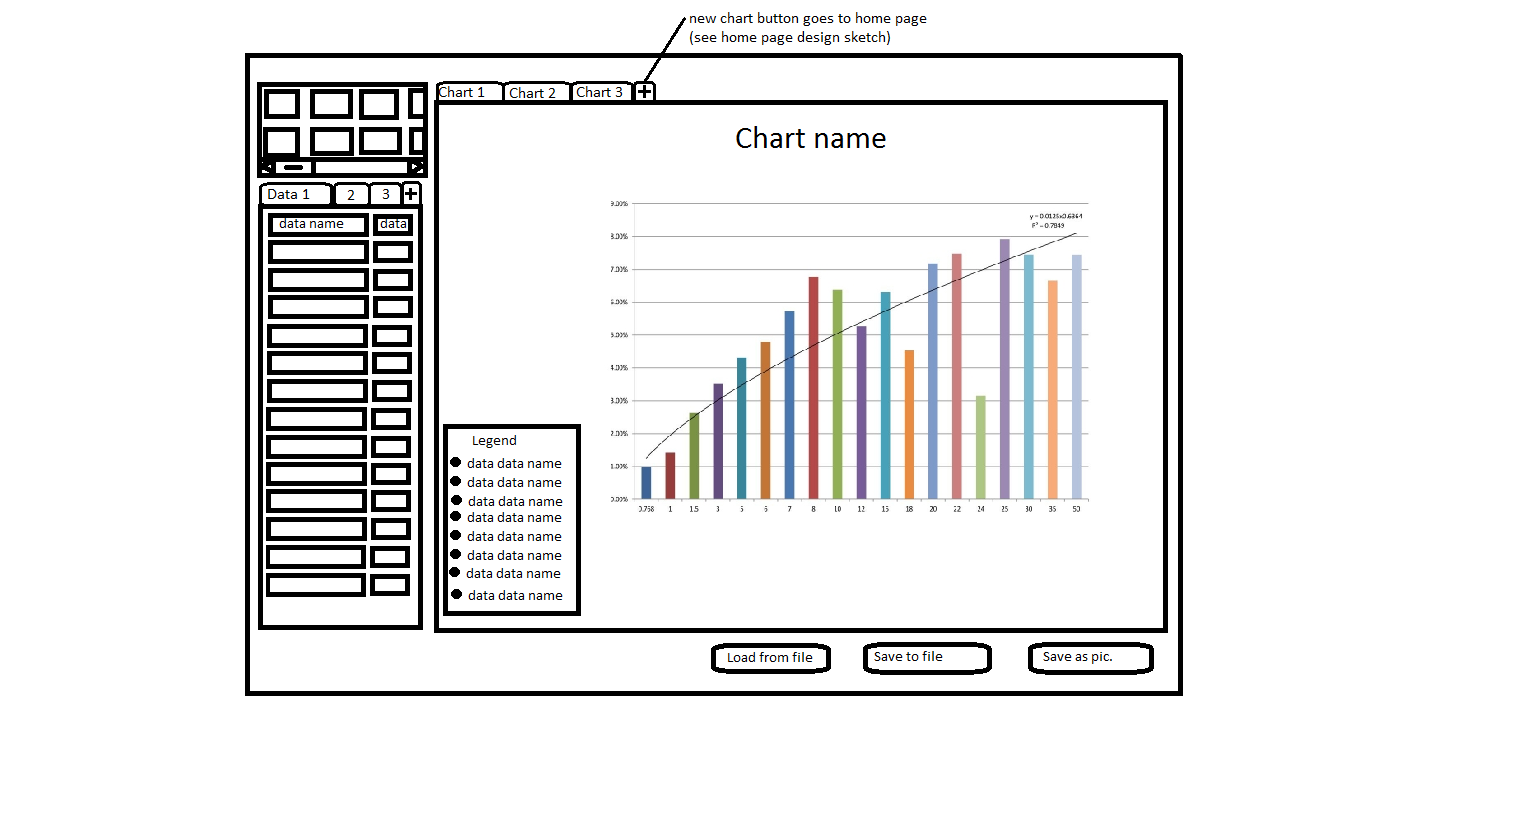 new chart button goes to home page
(see home page design sketch)
Chart 1
Chart 2
Chart 3
+
Data 1
2
3
+
data name
data
Chart name
9.00%
8.00%
7.00%
6.00%
5.00%
4.00%
3.00%
2.00%
1.00%
0.00%
0.768 1 1.5 3 5 6 7 8 10 12 15 18 20 22 24 25 30 35 50
y = 0.0125x0.6364
R² = 0.7849
Legend
data data name
data data name
data data name
data data name
data data name
data data name
data data name
data data name
Load from file
Save to file
Save as pic.